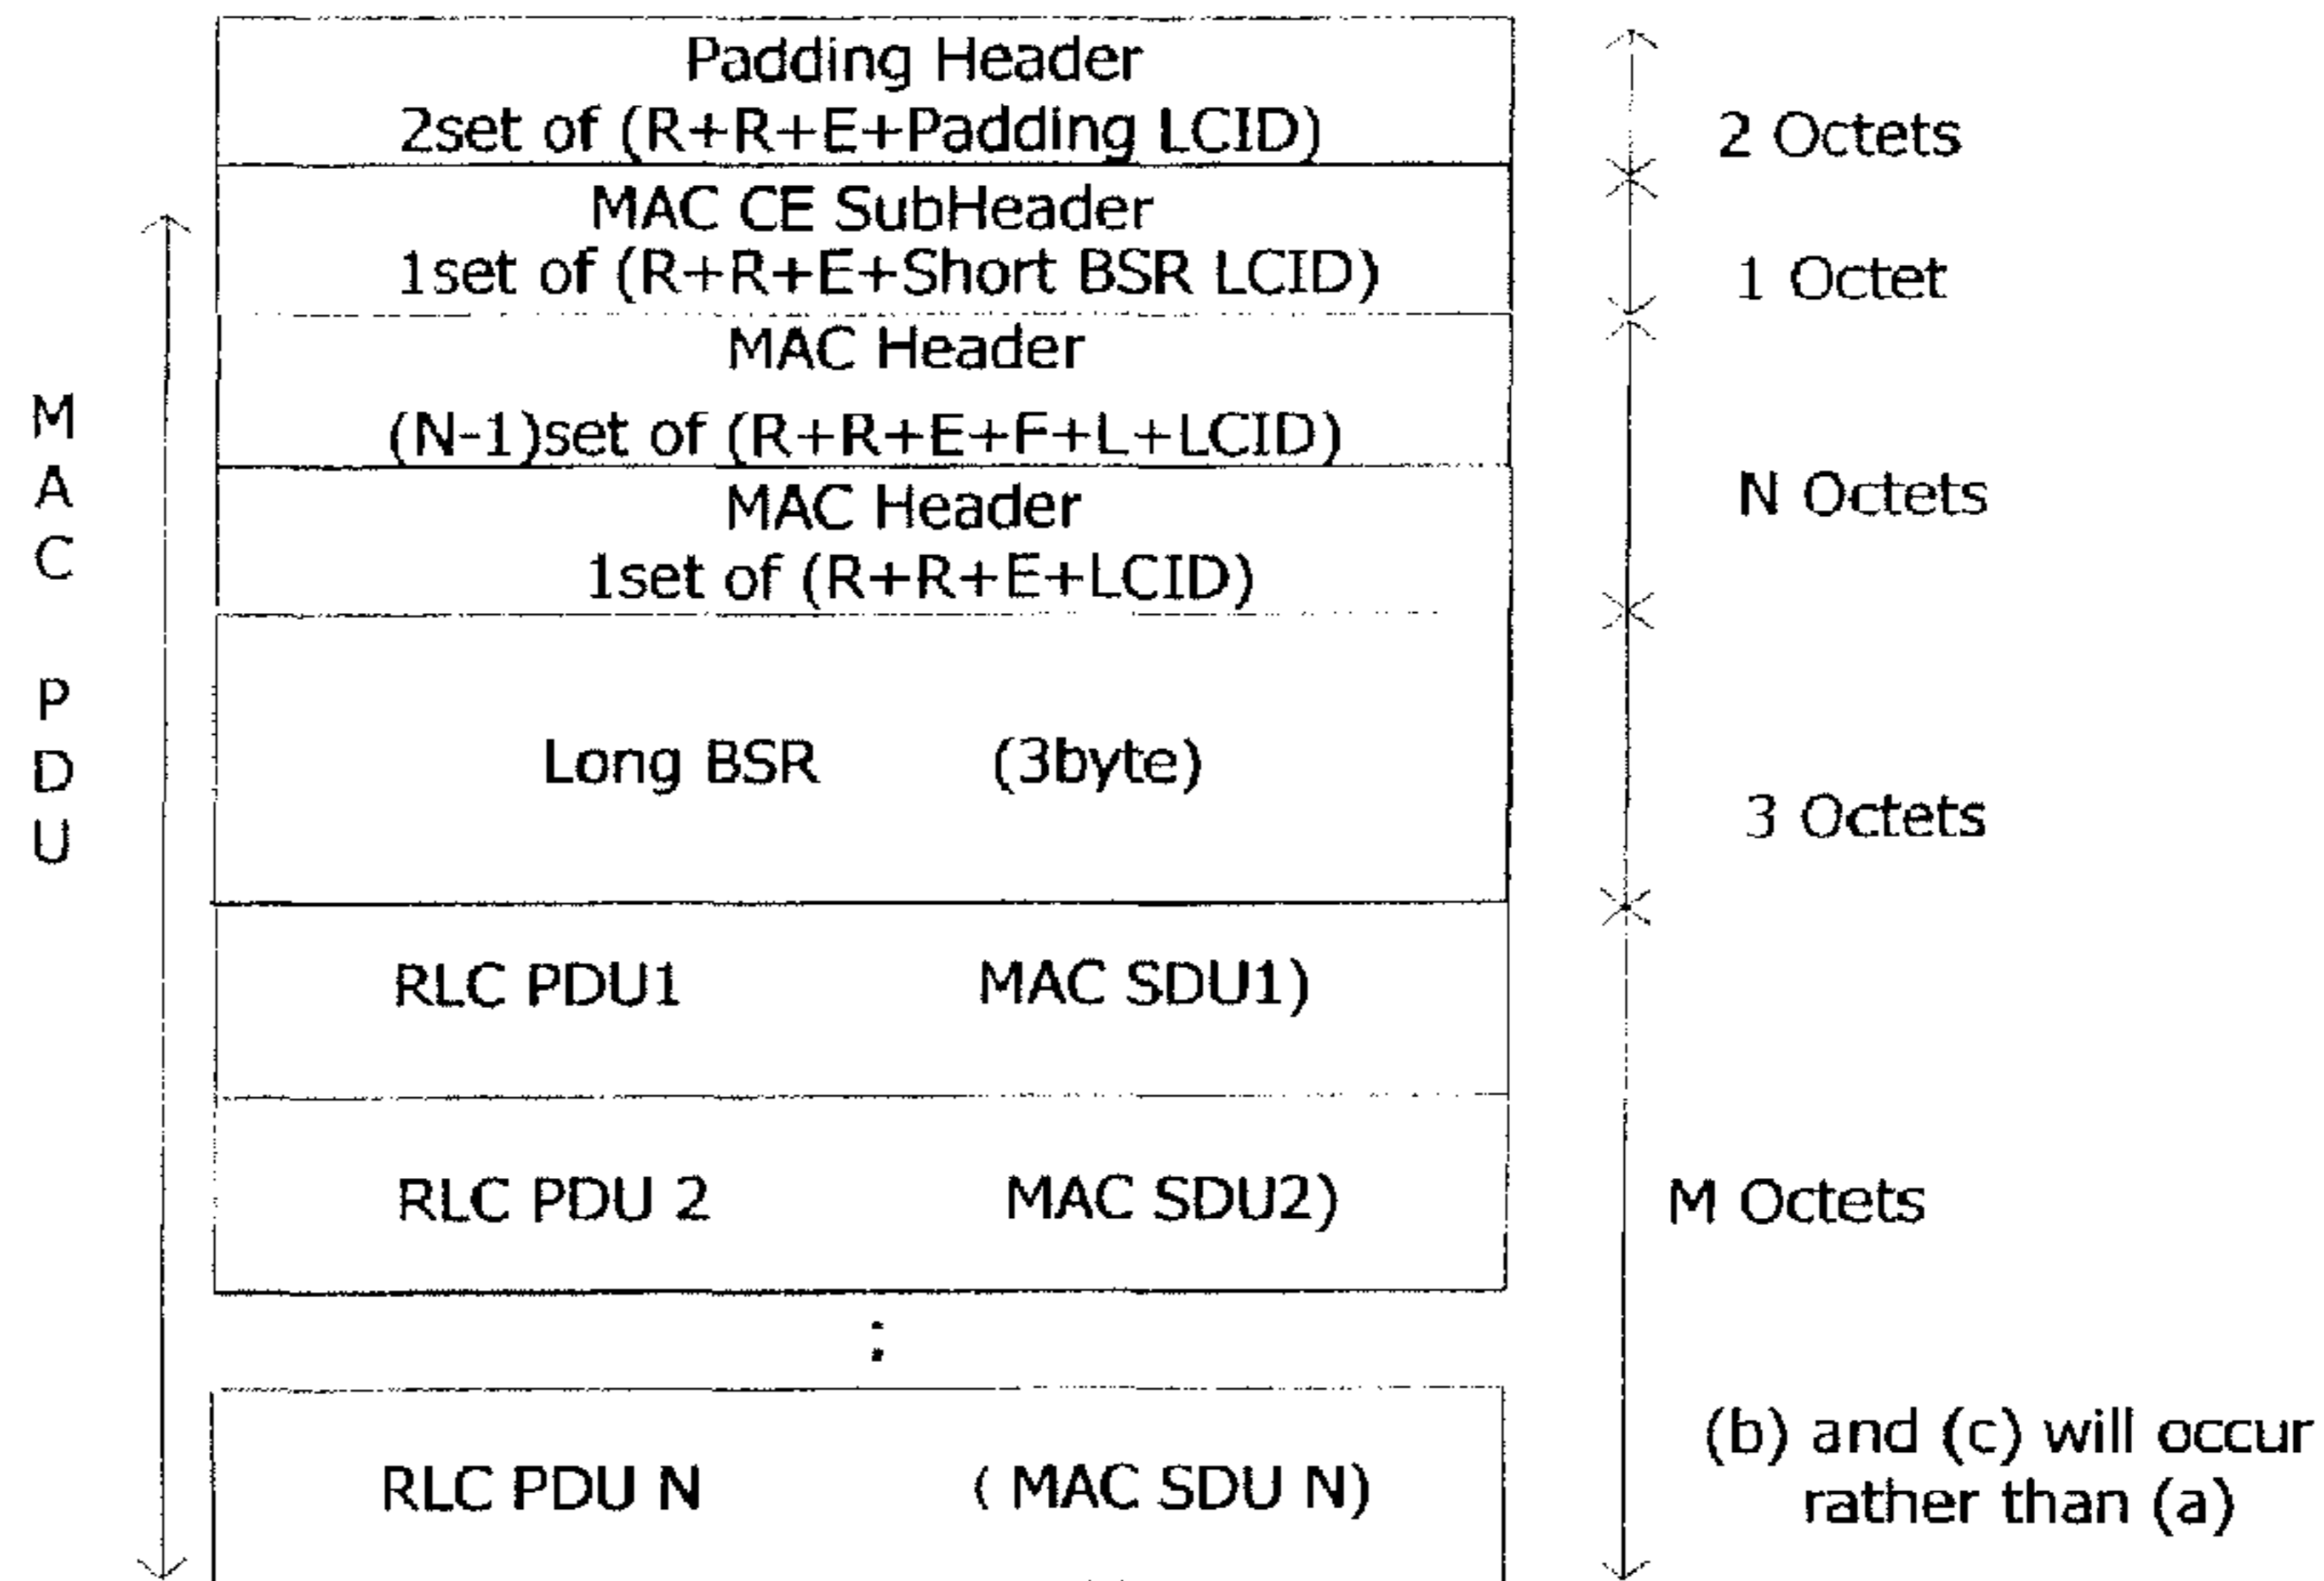 Padding Header
2set of (R+R+E+Padding LCID)
2 Octets
MAC CE SubHeader
1set of (R+R+E+Short BSR LCID)
1 Octet
MAC Header
(N-1)set of (R+R+E+F+L+LCID)
MAC Header
1set of (R+R+E+LCID)
N Octets
MAC PDU
Long BSR (3byte)
3 Octets
RLC PDU1 MAC SDU1)
RLC PDU 2 MAC SDU2)
M Octets
:
RLC PDU N ( MAC SDU N)
(b) and (c) will occur
rather than (a)